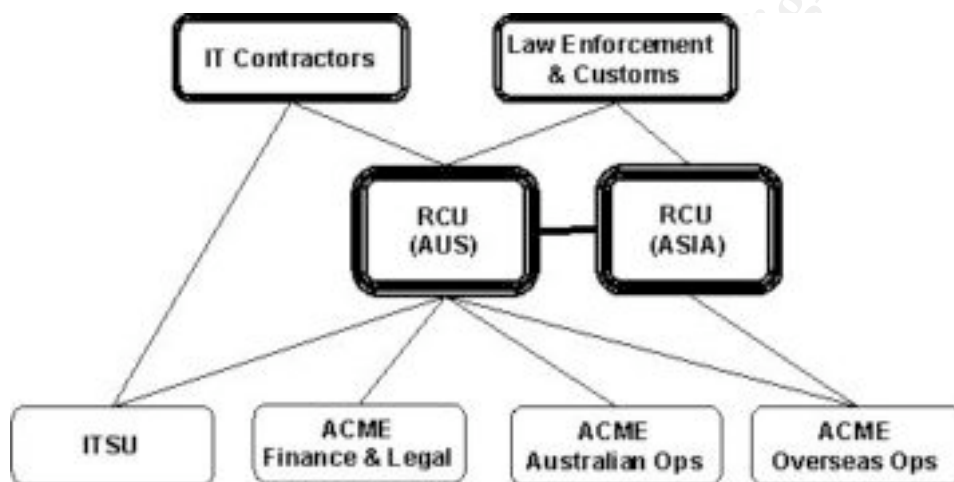 IT Contractors
Law Enforcement
& Customs
RCU
(AUS)
RCU
(ASIA)
ITSU
ACME
Finance & Legal
ACME
Australian Ops
ACME
Overseas Ops